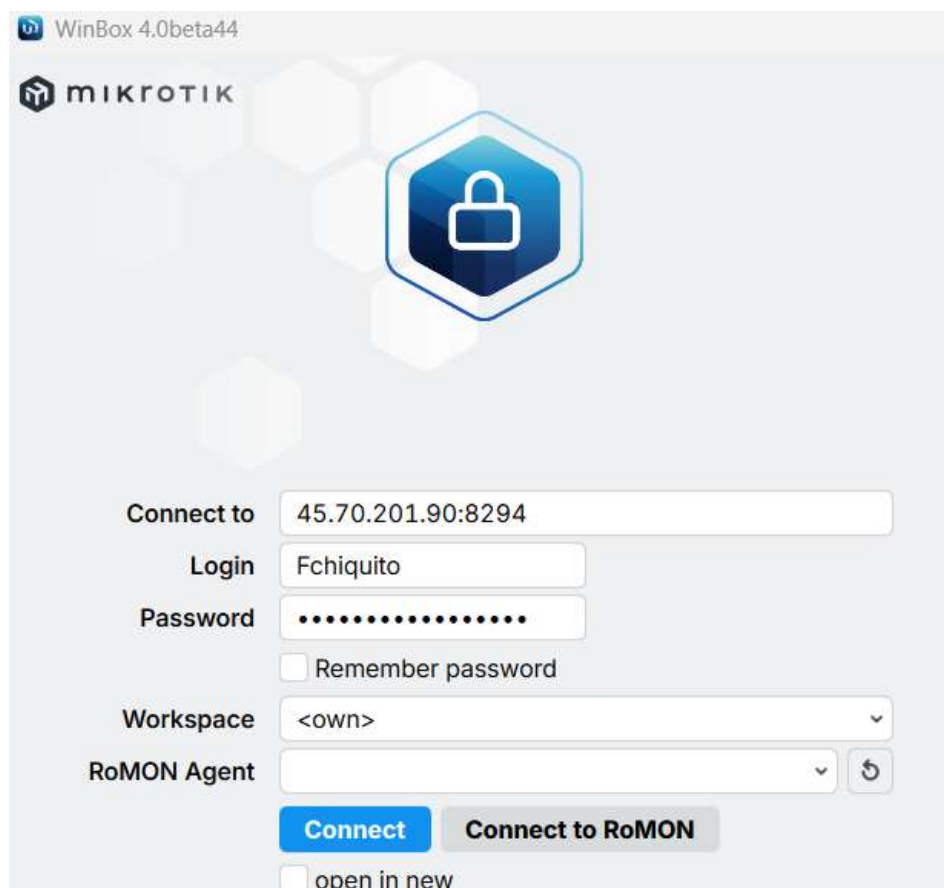 WinBox 4.0beta44
mikrotik
Connect to 45.70.201.90:8294
Login Fchiquito
Password •••••••••••••••••
Remember password
Workspace <own>
RoMON Agent
Connect Connect to RoMON
open in new